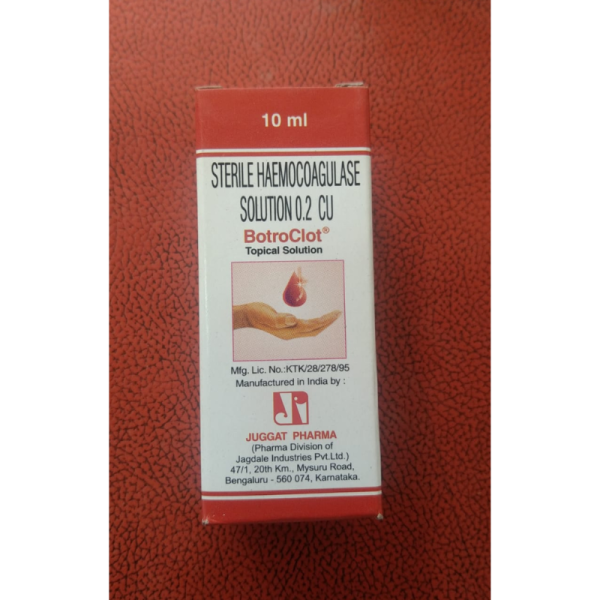 10 ml
STERILE HAEMOCOAGULASE
SOLUTION 0.2 CU
BotroClot®
Topical Solution
Mfg. Lic. No.:KTK/28/278/95
Manufactured in India by :
JUGGAT PHARMA
(Pharma Division of
Jagdale Industries Pvt.Ltd.)
47/1, 20th Km., Mysuru Road,
Bengaluru - 560 074, Karnataka.